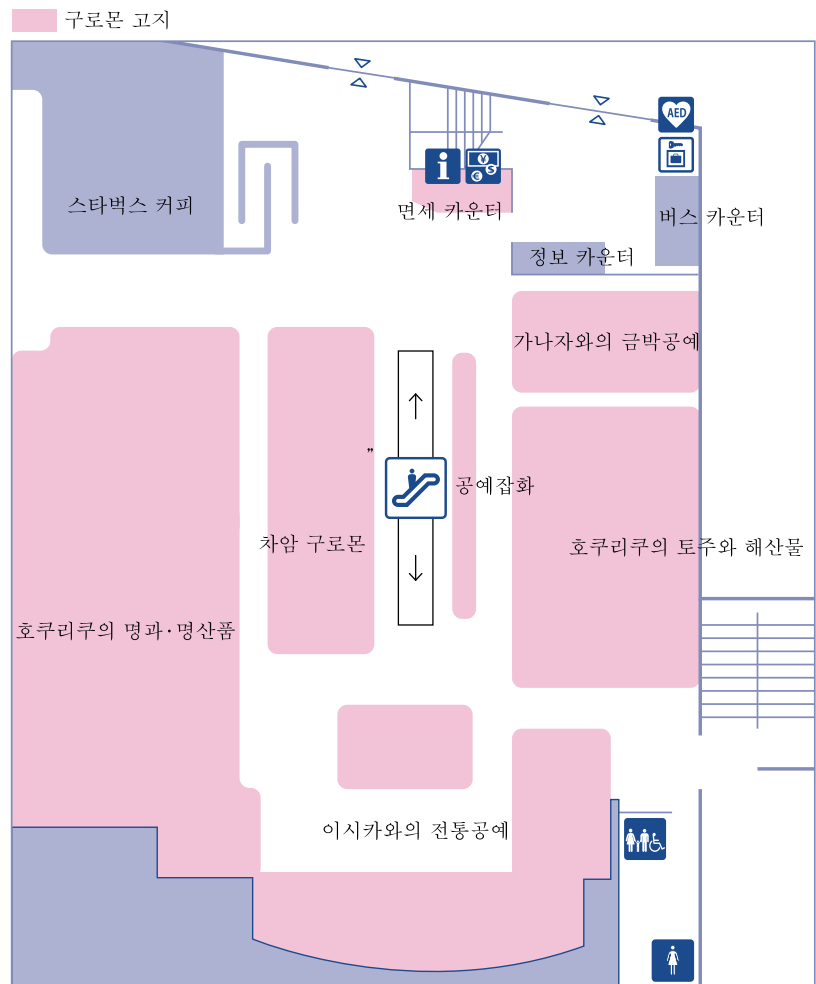 구로몬 고지
AED
스타벅스 커피
면세 카운터
버스 카운터
정보 카운터
가나자와의 금박공예
”
공예잡화
차암 구로몬
호쿠리쿠의 토주와 해산물
호쿠리쿠의 명과·명산품
이시카와의 전통공예